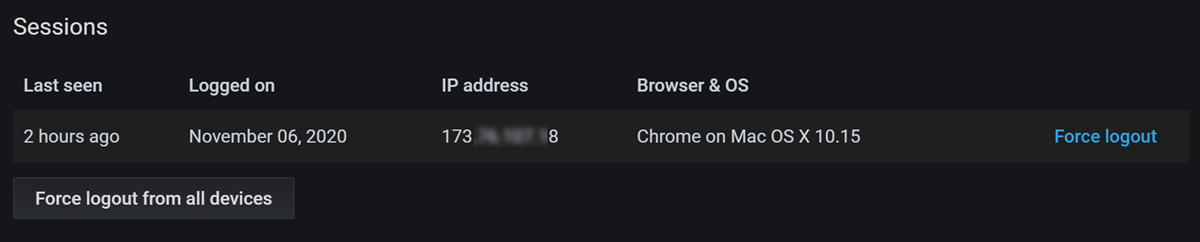 Sessions
Last seen Logged on IP address Browser & OS
2 hours ago November 06, 2020 173 8 Chrome on Mac OS X 10.15 Force logout
Force logout from all devices